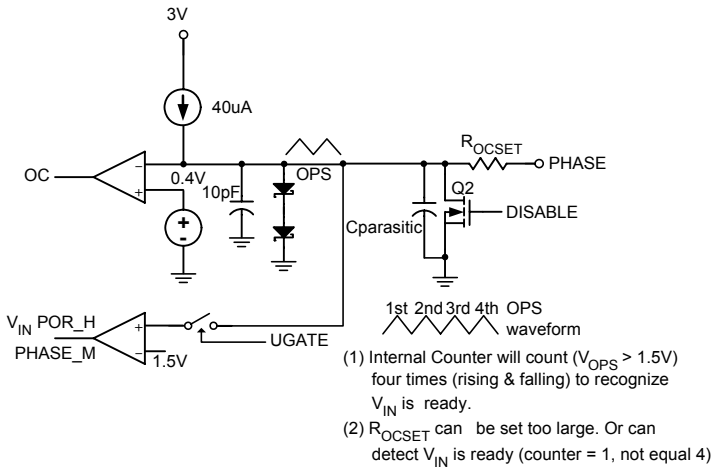 3V
40uA
R_OCSET
PHASE
OC
−
+
0.4V
10pF
OPS
Q2
DISABLE
Cparasitic
+
-
V_IN POR_H
PHASE_M
+
−
1.5V
UGATE
1st 2nd 3rd 4th OPS
waveform
(1) Internal Counter will count (V_OPS > 1.5V)
four times (rising & falling) to recognize
V_IN is ready.
(2) R_OCSET can be set too large. Or can
detect V_IN is ready (counter = 1, not equal 4)